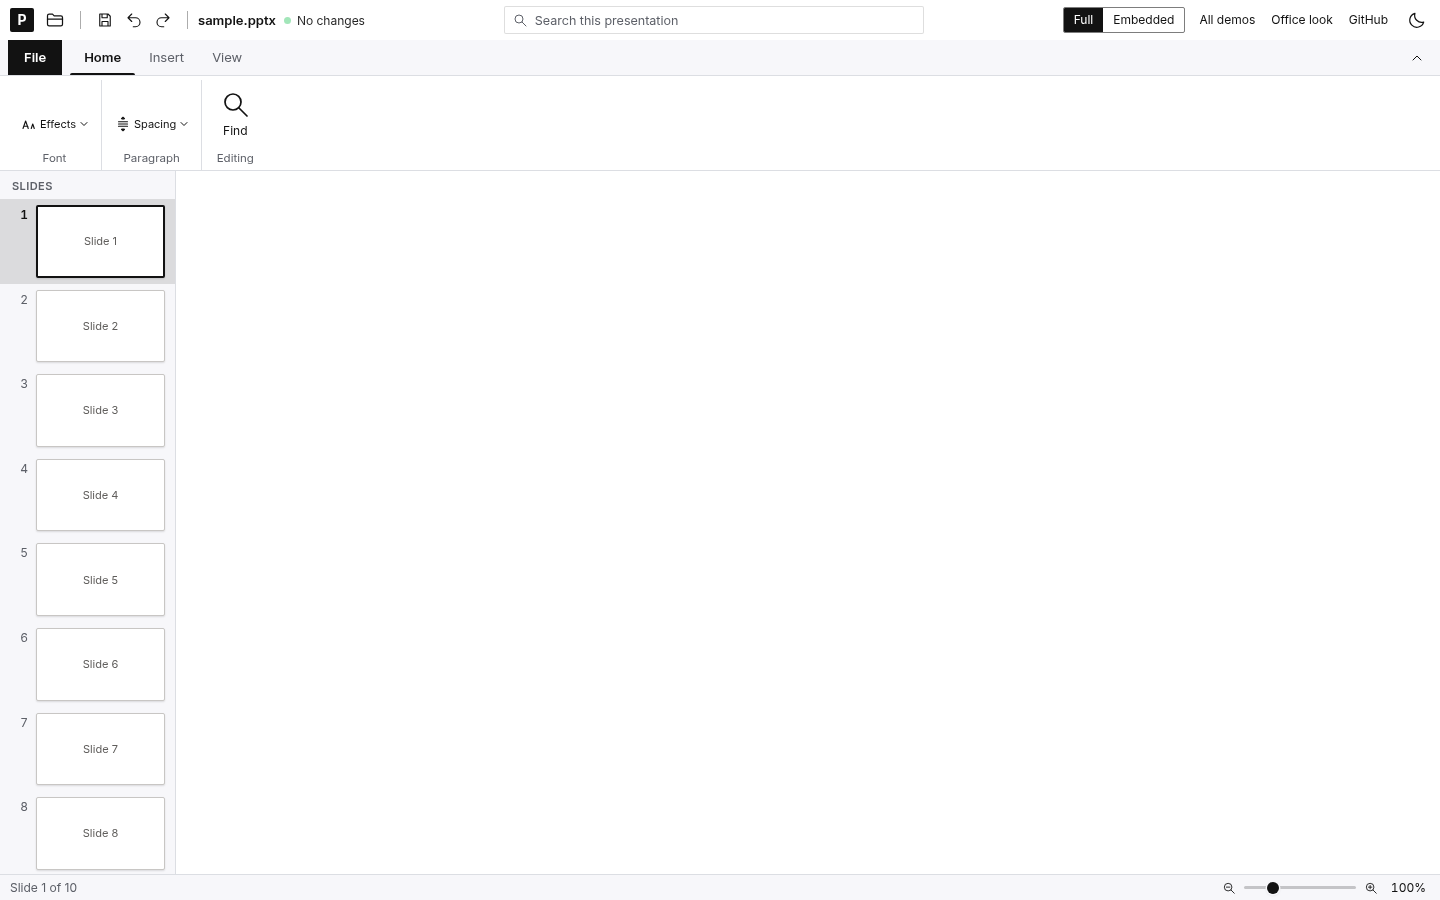 P
sample.pptx
No changes
Search this presentation
Full
Embedded
All demos
Office look
GitHub
File
Home
Insert
View
Effects
Font
Spacing
Paragraph
Find
Editing
SLIDES
1
Slide 1
2
Slide 2
3
Slide 3
4
Slide 4
5
Slide 5
6
Slide 6
7
Slide 7
8
Slide 8
Slide 1 of 10
100%